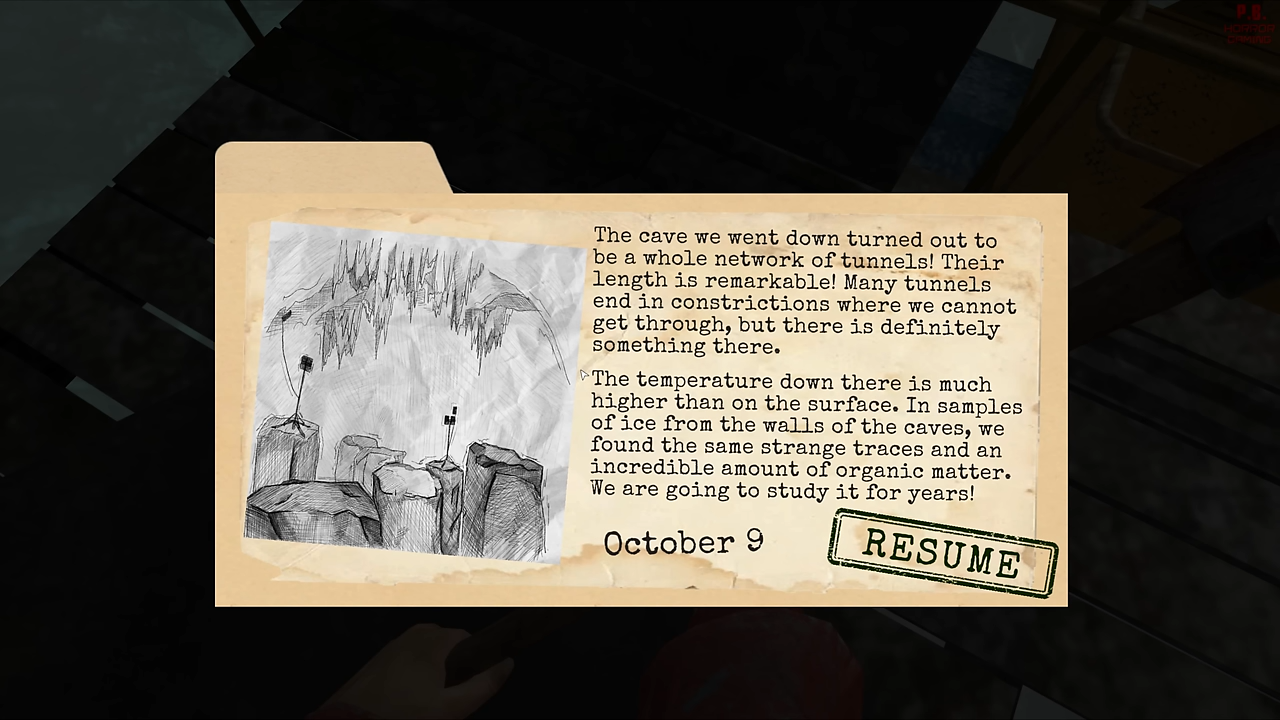 The cave we went down turned out to
be a whole network of tunnels! Their
length is remarkable! Many tunnels
end in constrictions where we cannot
get through, but there is definitely
something there.
The temperature down there is much
higher than on the surface. In samples
of ice from the walls of the caves, we
found the same strange traces and an
incredible amount of organic matter.
We are going to study it for years!
October 9
RESUME
HORROR
GAMING